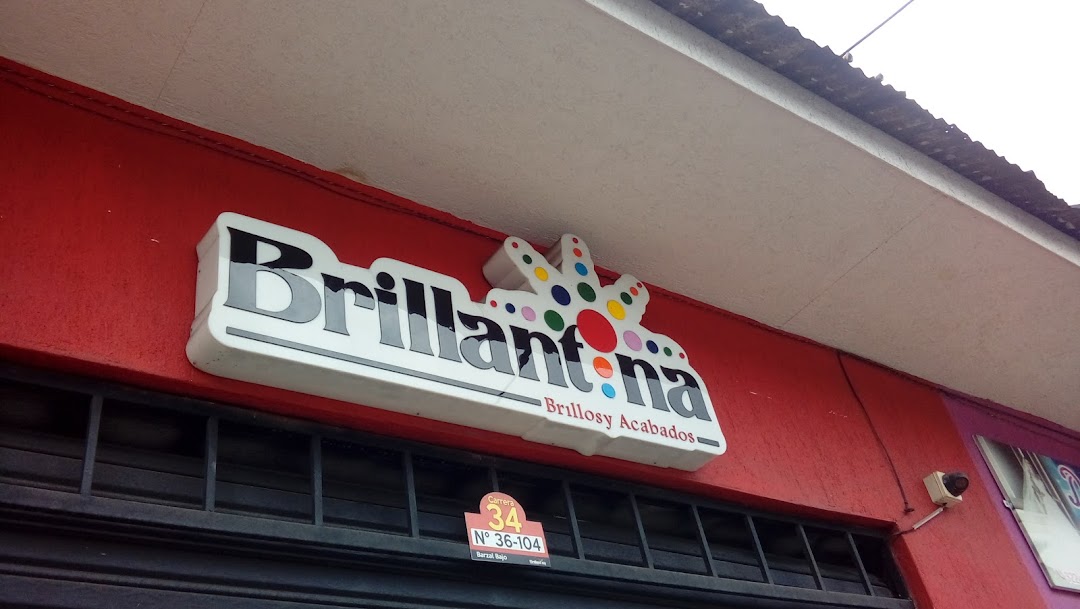 Brillantina
Brillosy Acabados
Carrera
34
N° 36-104
Barzal Bajo